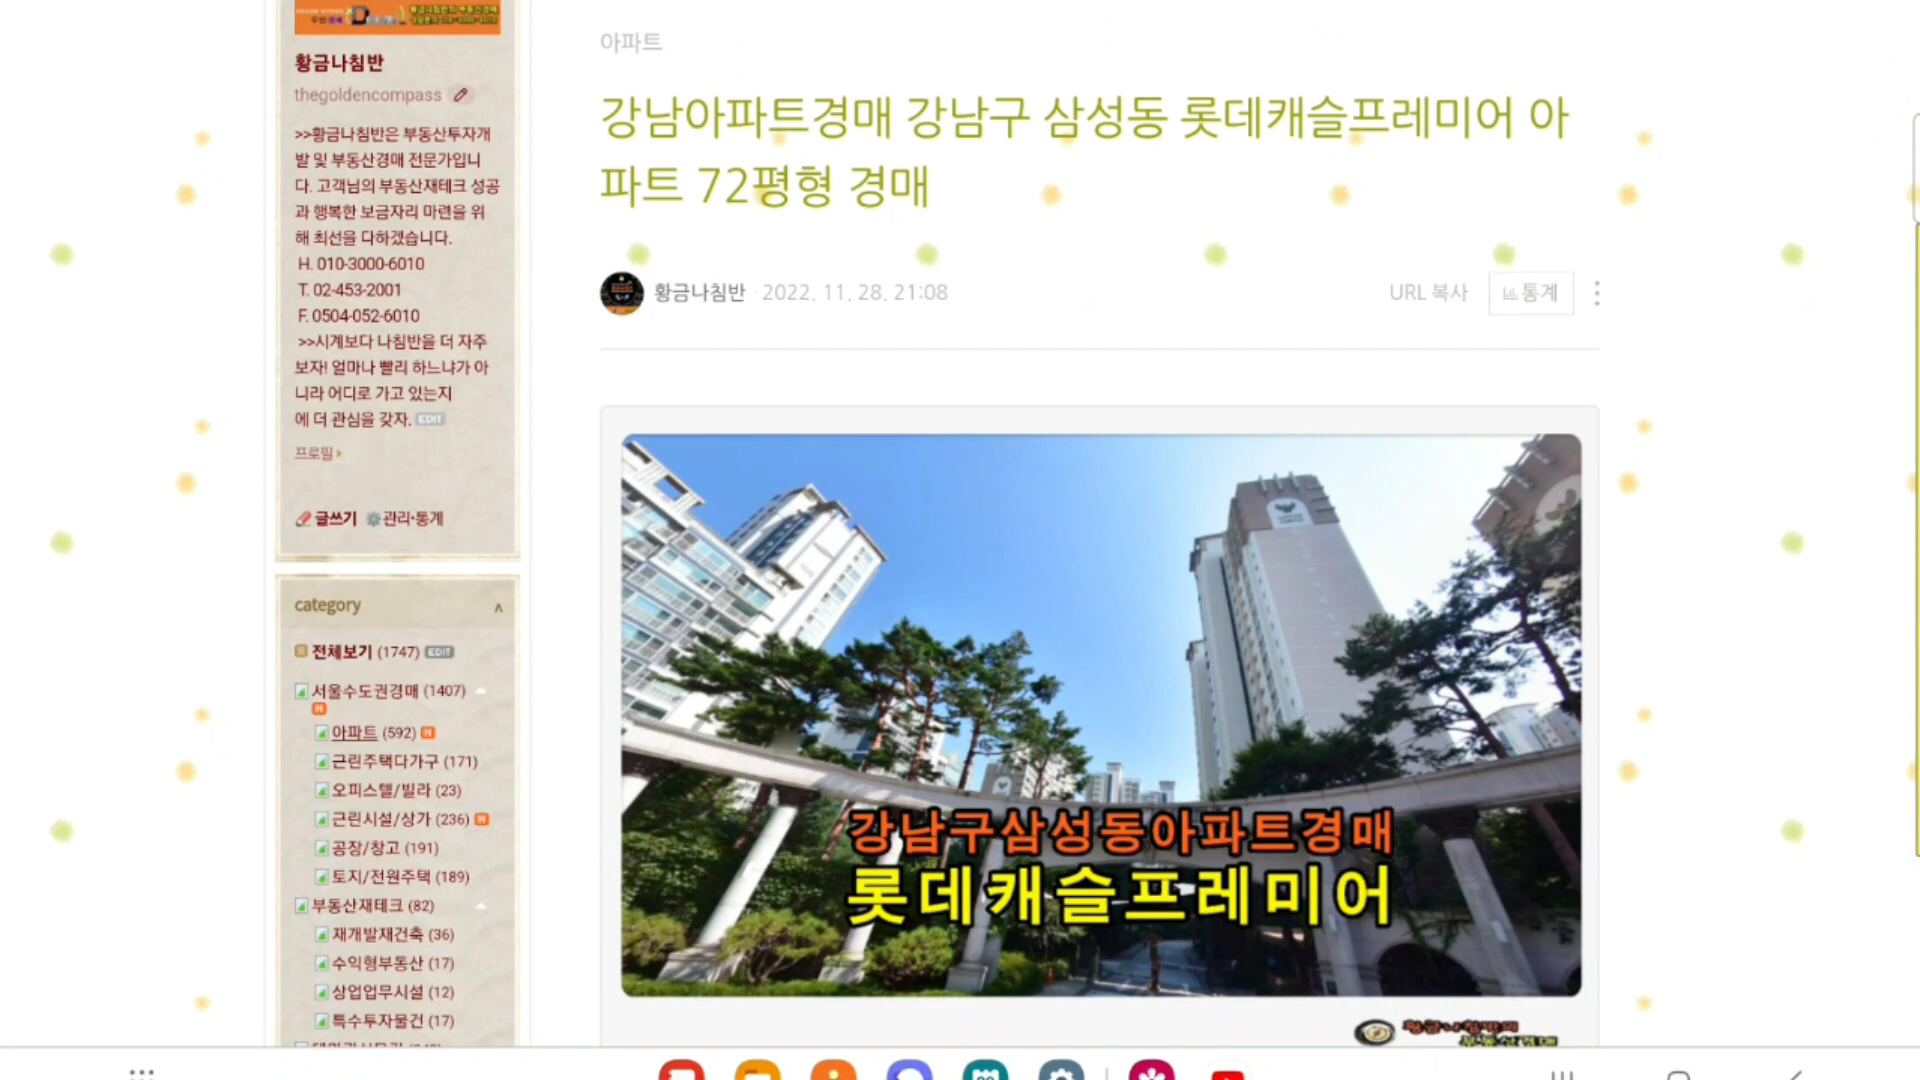 황금나침반
thegoldencompass
>>황금나침반은 부동산투자개
발 및 부동산경매 전문가입니
다. 고객님의 부동산재테크 성공
과 행복한 보금자리 마련을 위
해 최선을 다하겠습니다.
H. 010-3000-6010
T. 02-453-2001
F. 0504-052-6010
>>시계보다 나침반을 더 자주
보자! 얼마나 빨리 하느냐가 아
니라 어디로 가고 있는지
에 더 관심을 갖자. EDIT
프로필
글쓰기 관리·통계
category
전체보기 (1747) EDIT
서울수도권경매 (1407)
N
아파트 (592) N
근린주택다가구 (171)
오피스텔/빌라 (23)
근린시설/상가 (236) N
공장/창고 (191)
토지/전원주택 (189)
부동산재테크 (82)
재개발재건축 (36)
수익형부동산 (17)
상업업무시설 (12)
특수투자물건 (17)
아파트
강남아파트경매 강남구 삼성동 롯데캐슬프레미어 아
파트 72평형 경매
황금나침반 · 2022. 11. 28. 21:08
URL 복사 통계
강남구삼성동아파트경매
롯데캐슬프레미어
황금나침반의
부동산경매